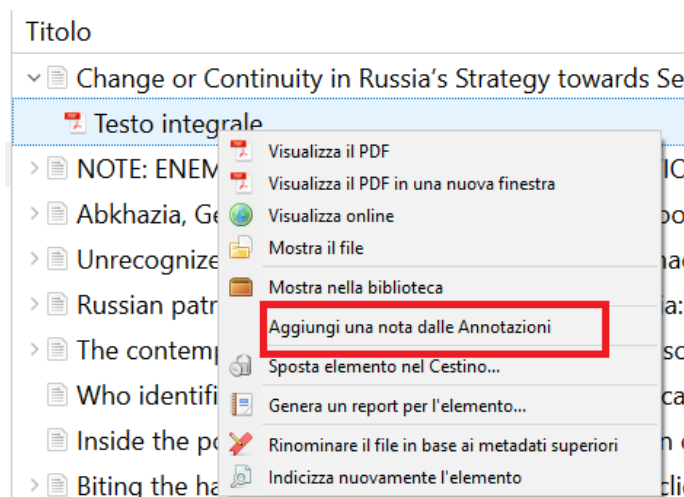 Titolo
Change or Continuity in Russia's Strategy towards Se
Testo integrale
Visualizza il PDF
Visualizza il PDF in una nuova finestra
NOTE: ENEM
Visualizza online
Abkhazia, Ge
Mostra il file
Unrecognize
Mostra nella biblioteca
Russian patr
Aggiungi una nota dalle Annotazioni
The contemp
Sposta elemento nel Cestino...
Who identifi
Genera un report per l'elemento...
Inside the po
Rinominare il file in base ai metadati superiori
Biting the ha
Indicizza nuovamente l'elemento